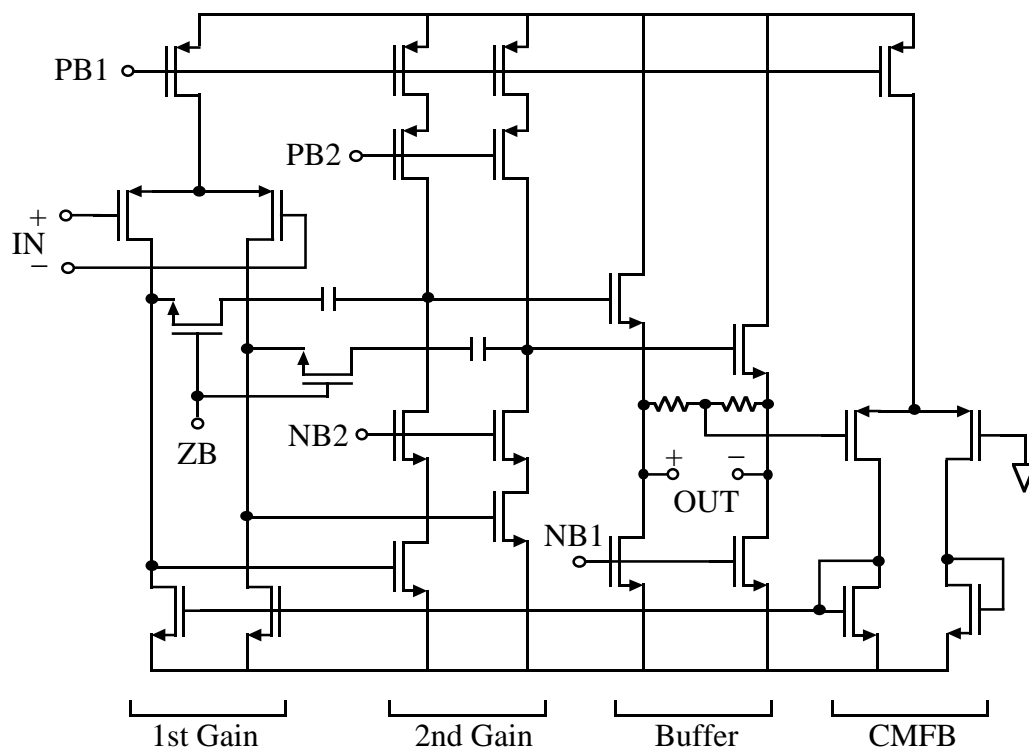 PB1
PB2
+
IN
−
ZB
NB2
+ −
OUT
NB1
1st Gain 2nd Gain Buffer CMFB